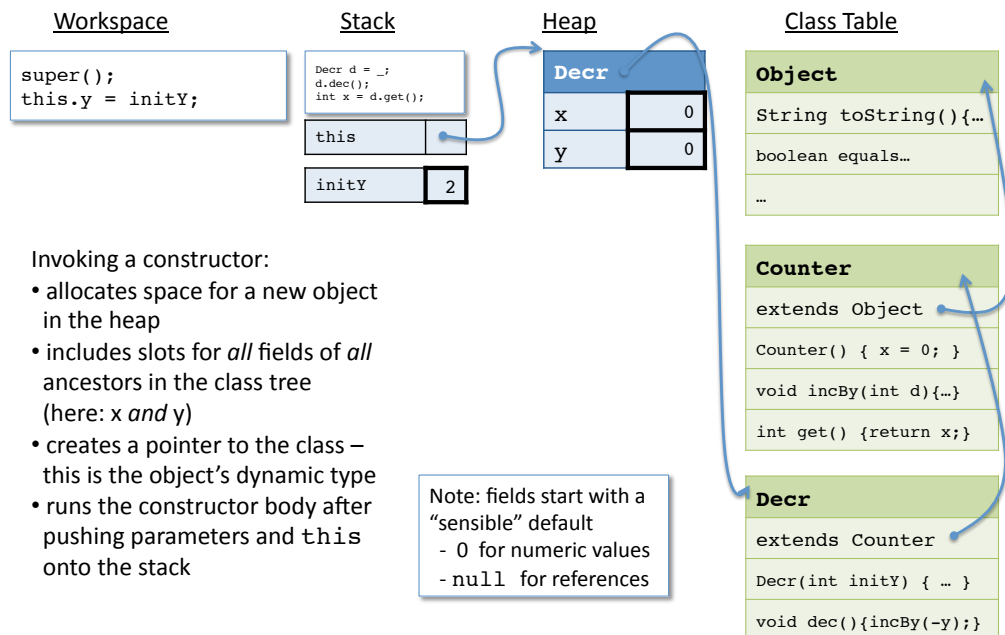 Workspace
Stack
Heap
Class Table
super();
this.y = initY;
Decr d = _;
d.dec();
int x = d.get();
this
initY 2
Decr
x 0
y 0
Object
String toString(){…
boolean equals…
…
Counter
extends Object
Counter() { x = 0; }
void incBy(int d){…}
int get() {return x;}
Decr
extends Counter
Decr(int initY) { … }
void dec(){incBy(-y);}
Invoking a constructor:
• allocates space for a new object
in the heap
• includes slots for all fields of all
ancestors in the class tree
(here: x and y)
• creates a pointer to the class –
this is the object's dynamic type
• runs the constructor body after
pushing parameters and this
onto the stack
Note: fields start with a
“sensible” default
- 0 for numeric values
- null for references